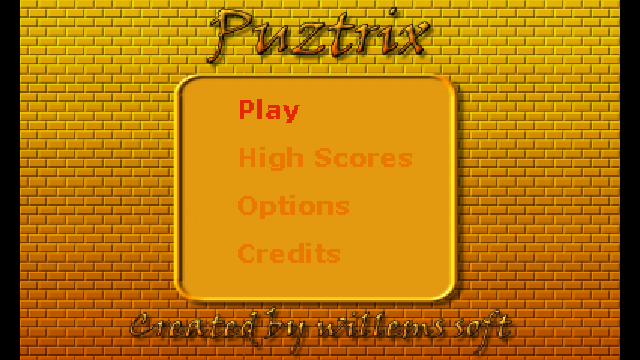 Puztrix
Play
High Scores
Options
Credits
Created by willems soft